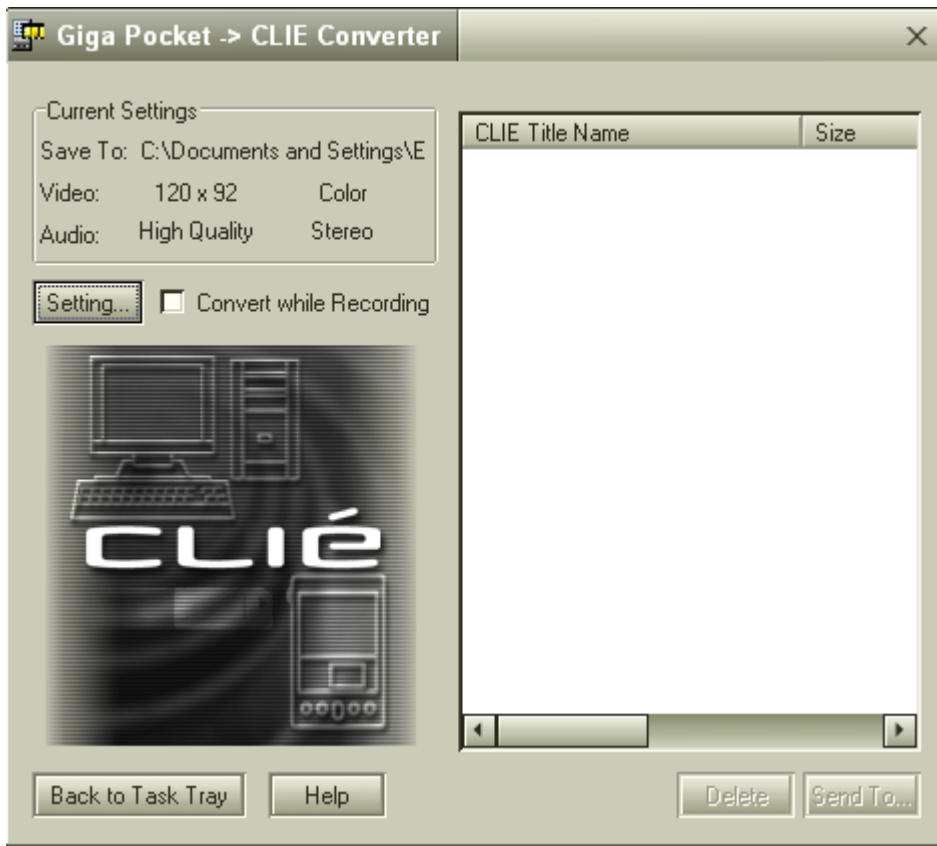 Giga Pocket -> CLIE Converter
Current Settings
Save To: C:\Documents and Settings\E
Video: 120 x 92 Color
Audio: High Quality Stereo
Setting... Convert while Recording
CLIÉ
Back to Task Tray Help
CLIE Title Name Size
Delete Send To...